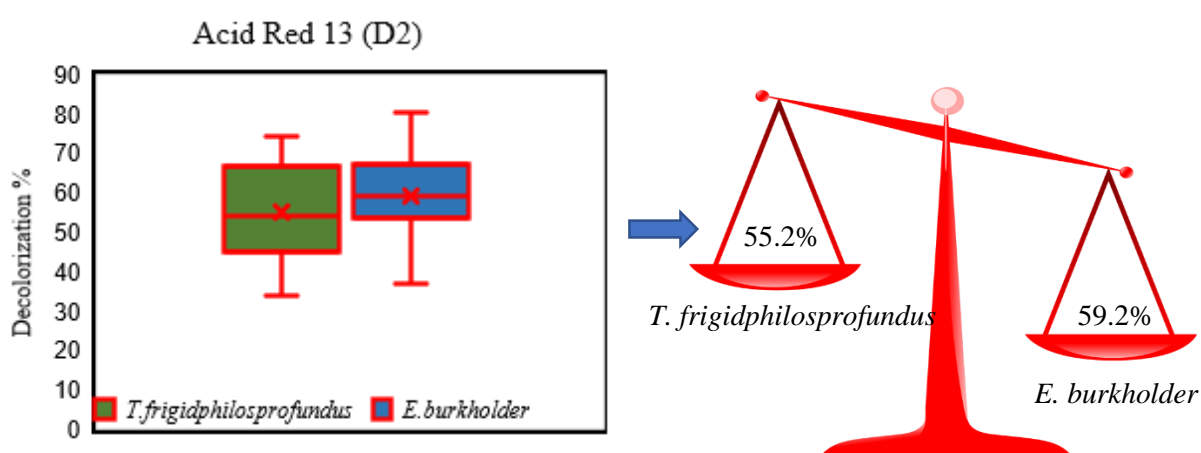 Acid Red 13 (D2)
Decolorization %
90
80
70
60
50
40
30
20
10
0
T.frigidphilosprofundus
E.burkholder
55.2%
T. frigidphilosprofundus
59.2%
E. burkholder